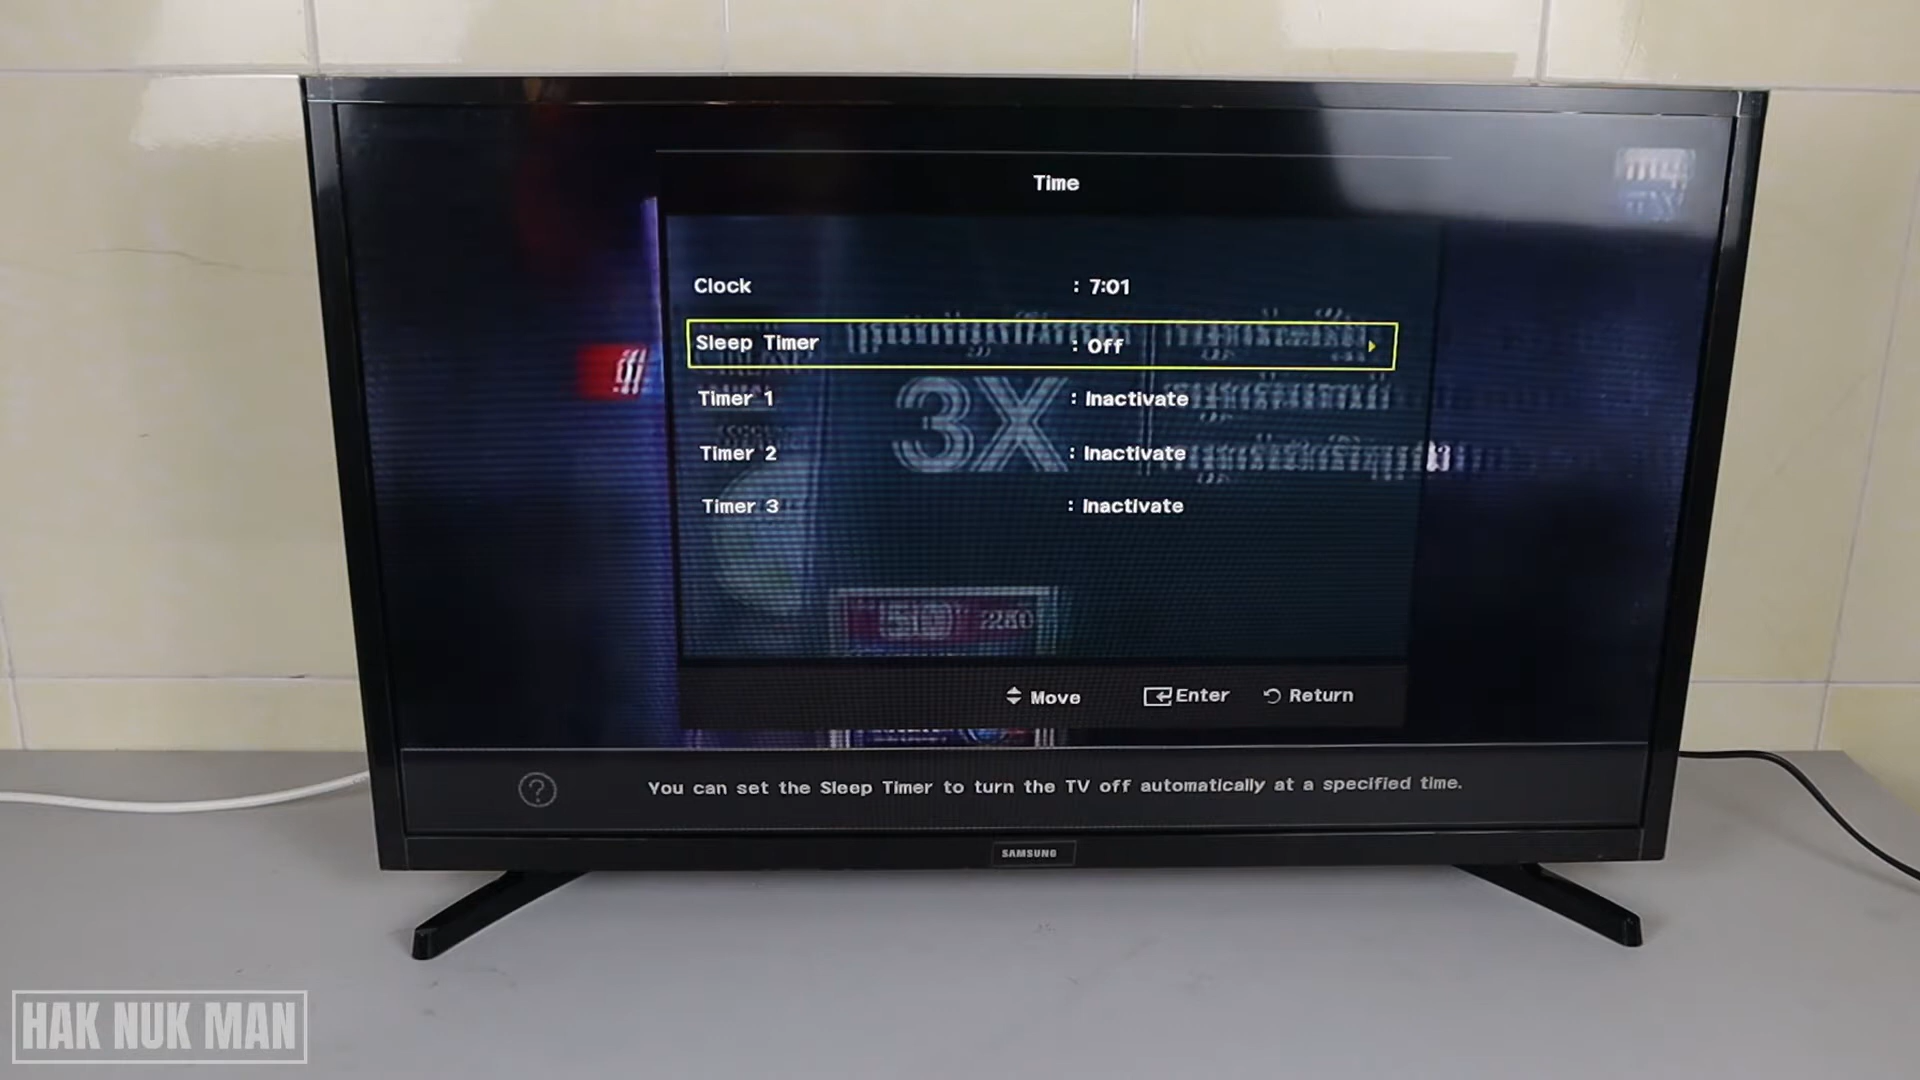 Time
Clock : 7:01
Sleep Timer : Off
Timer 1 : Inactivate
Timer 2 : Inactivate
Timer 3 : Inactivate
3X
Move Enter Return
You can set the Sleep Timer to turn the TV off automatically at a specified time.
SAMSUNG
HAK NUK MAN